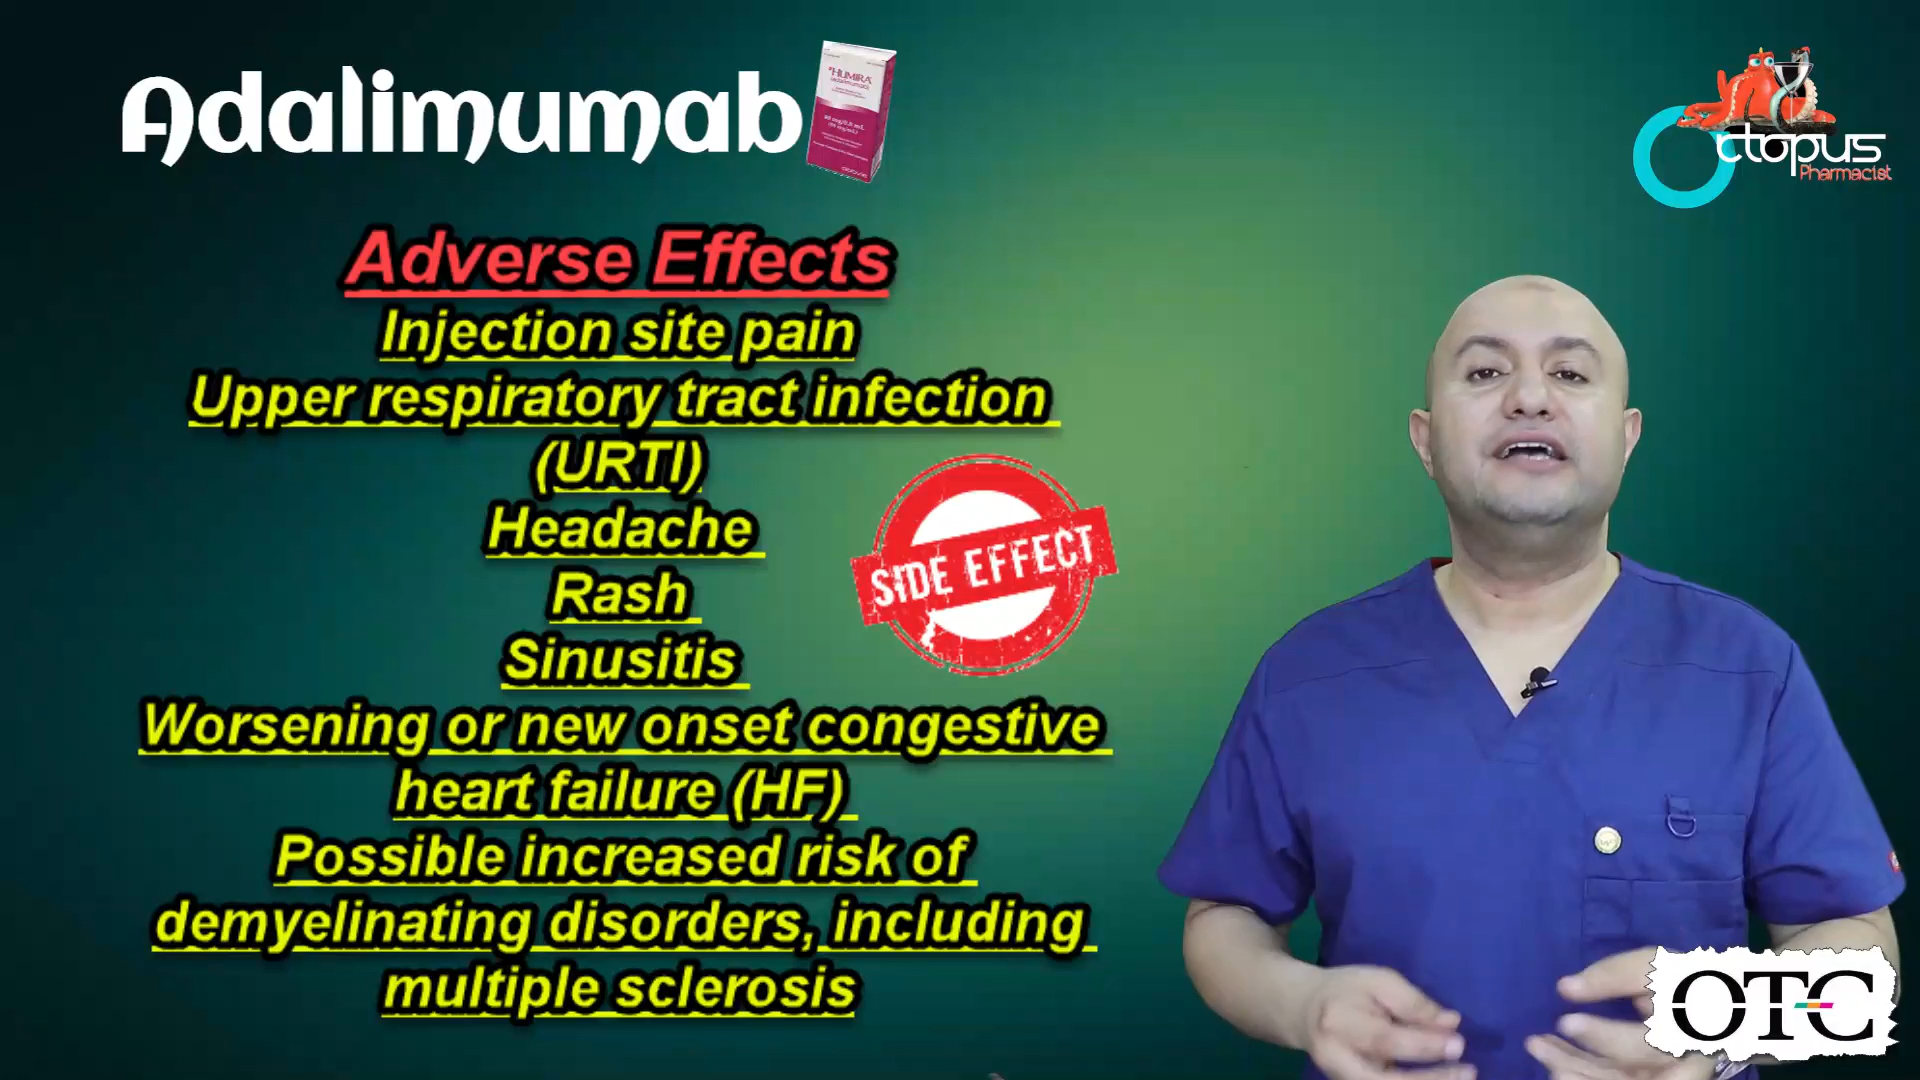 Adalimumab
HUMIRA
Octopus
Pharmacist
Adverse Effects
Injection site pain
Upper respiratory tract infection
(URTI)
Headache
Rash
Sinusitis
SIDE EFFECT
Worsening or new onset congestive
heart failure (HF)
Possible increased risk of
demyelinating disorders, including
multiple sclerosis
OTC